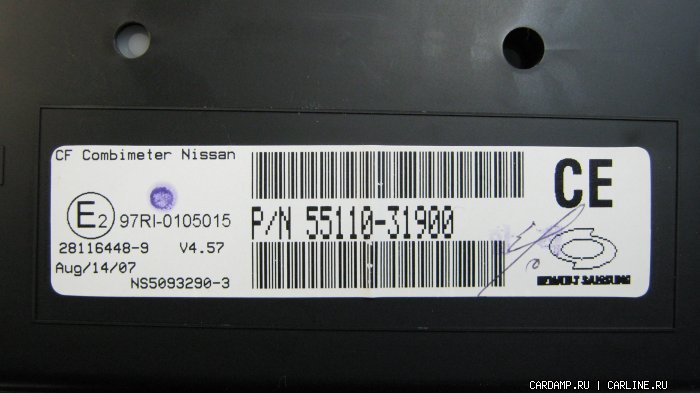 CF Combimeter Nissan
E2 97RI-0105015
28116448-9 V4.57
Aug/14/07
NS5093290-3
P/N 55110-31900
CE
RENAULT SAMSUNG
CARDAMP.RU | CARLINE.RU